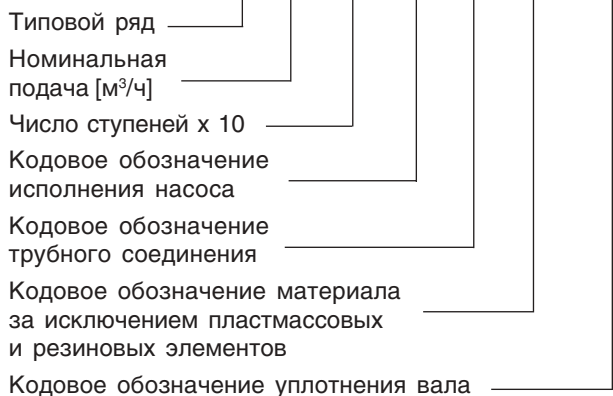 Типовой ряд
Номинальная
подача [м³/ч]
Число ступеней x 10
Кодовое обозначение
исполнения насоса
Кодовое обозначение
трубного соединения
Кодовое обозначение материала
за исключением пластмассовых
и резиновых элементов
Кодовое обозначение уплотнения вала